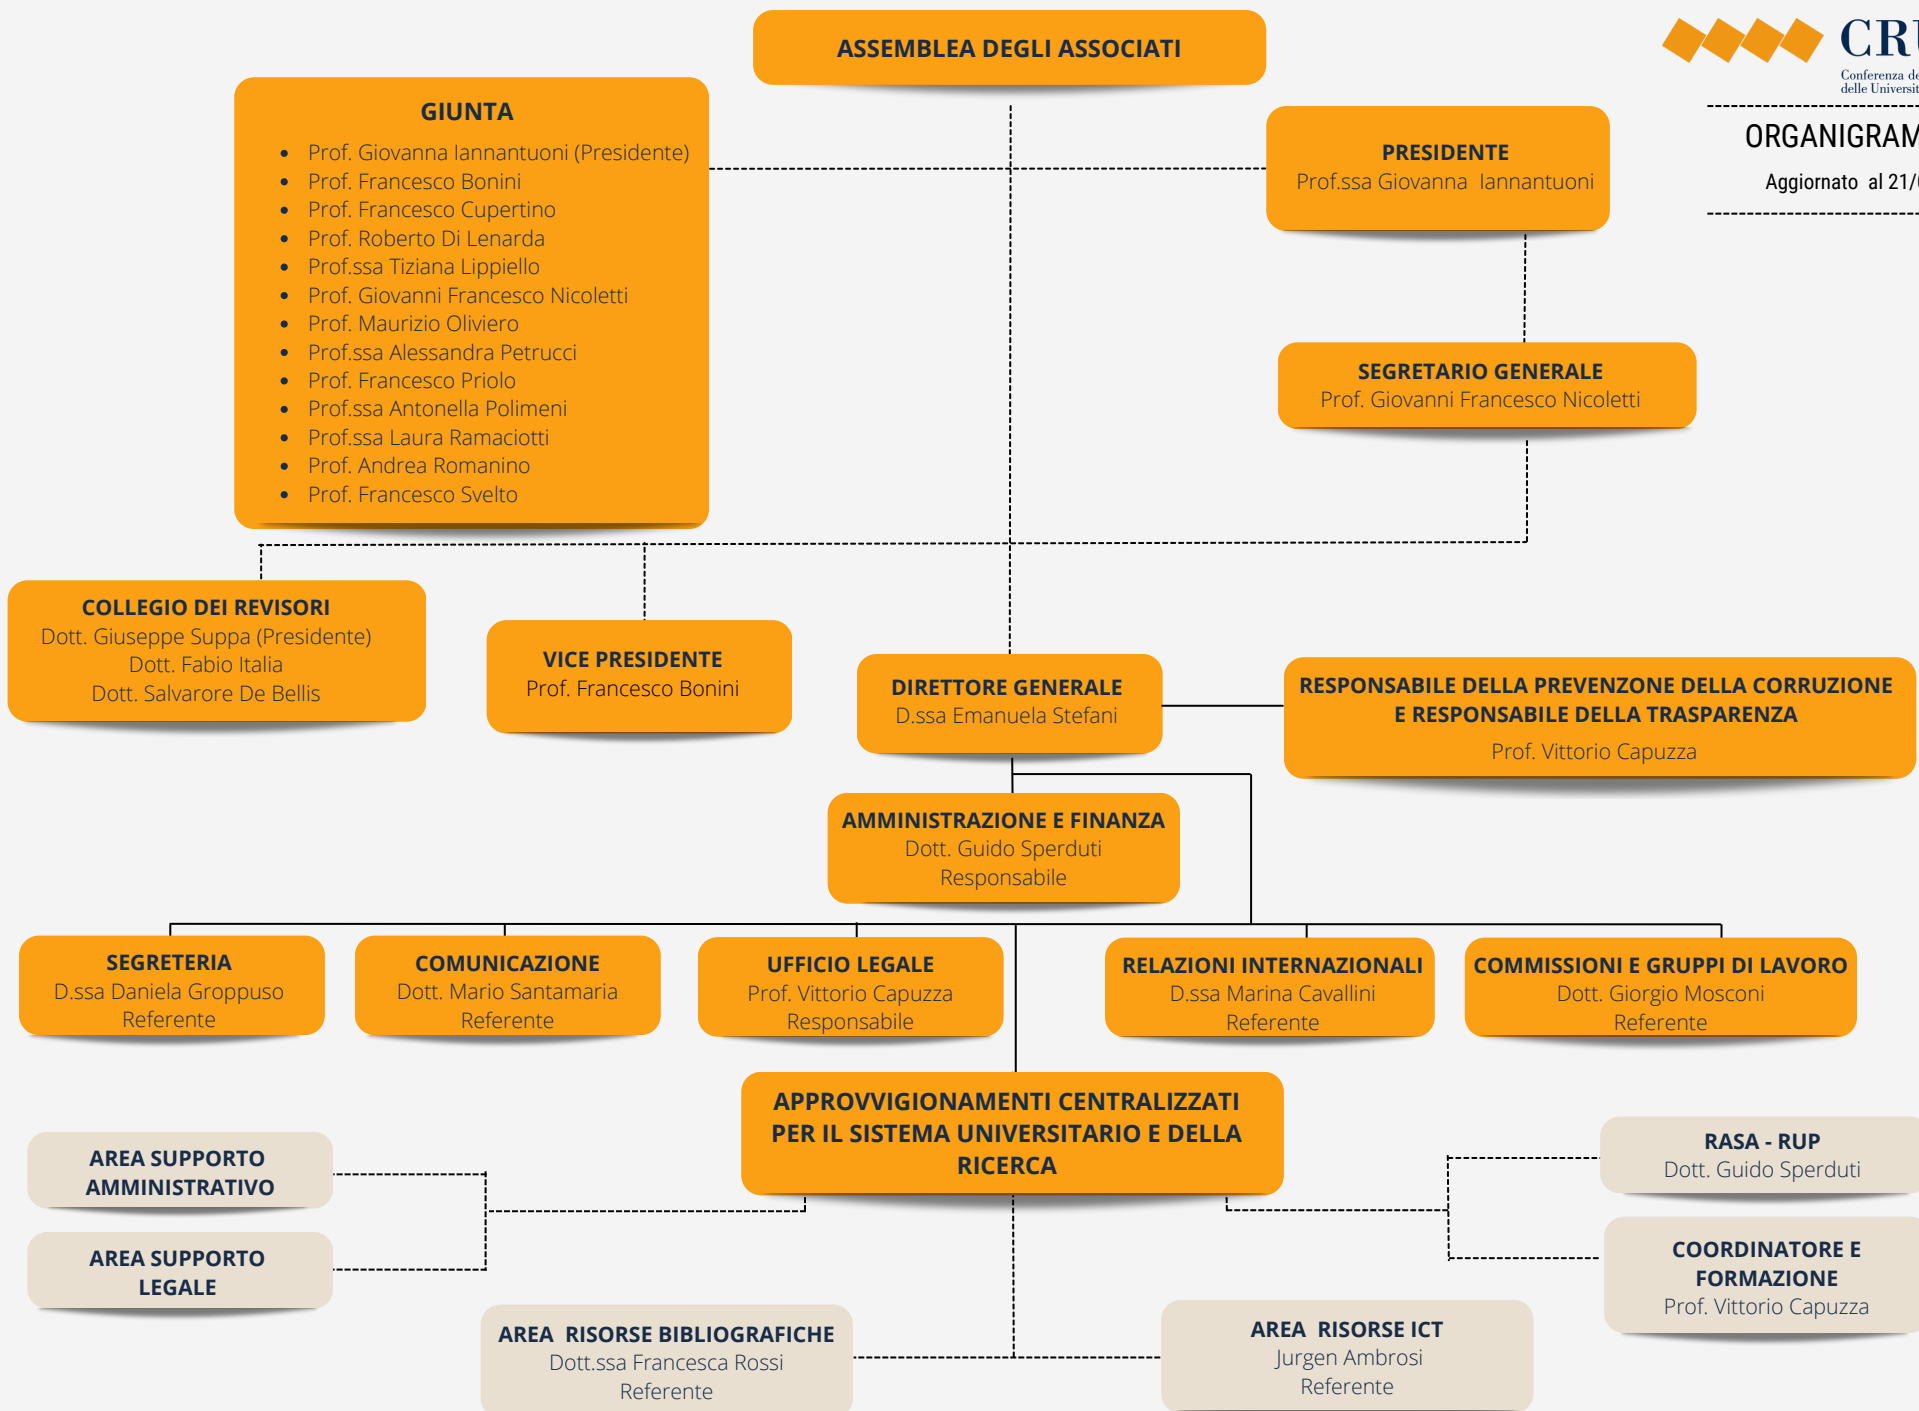 ASSEMBLEA DEGLI ASSOCIATI
Conferenza
delle
Aggiornato al
GIUNTA
• Prof. Giovanna Iannantuoni (Presidente)
• Prof. Francesco Bonini
• Prof. Francesco Cupertino
• Prof. Roberto Di Lenarda
• Prof.ssa Tiziana Lippiello
• Prof. Giovanni Francesco Nicoletti
• Prof. Maurizio Oliviero
• Prof.ssa Alessandra Petrucci
• Prof. Francesco Priolo
• Prof.ssa Antonella Polimeni
• Prof.ssa Laura Ramaciotti
• Prof. Andrea Romanino
• Prof. Francesco Svelto
PRESIDENTE
Prof.ssa Giovanna Iannantuoni
SEGRETARIO GENERALE
Prof. Giovanni Francesco Nicoletti
COLLEGIO DEI REVISORI
Dott. Giuseppe Suppa (Presidente)
Dott. Fabio Italia
Dott. Salvarore De Bellis
VICE PRESIDENTE
Prof. Francesco Bonini
DIRETTORE GENERALE
D.ssa Emanuela Stefani
RESPONSABILE DELLA PREVENZONE DELLA CORRUZIONE
E RESPONSABILE DELLA TRASPARENZA
Prof. Vittorio Capuzza
AMMINISTRAZIONE E FINANZA
Dott. Guido Sperduti
Responsabile
SEGRETERIA
D.ssa Daniela Groppuso
Referente
COMUNICAZIONE
Dott. Mario Santamaria
Referente
UFFICIO LEGALE
Prof. Vittorio Capuzza
Responsabile
RELAZIONI INTERNAZIONALI
D.ssa Marina Cavallini
Referente
COMMISSIONI E GRUPPI DI LAVORO
Dott. Giorgio Mosconi
Referente
APPROVVIGIONAMENTI CENTRALIZZATI
PER IL SISTEMA UNIVERSITARIO E DELLA
RICERCA
AREA SUPPORTO
AMMINISTRATIVO
AREA SUPPORTO
LEGALE
RASA - RUP
Dott. Guido Sperduti
COORDINATORE E
FORMAZIONE
Prof. Vittorio Capuzza
AREA RISORSE BIBLIOGRAFICHE
Dott.ssa Francesca Rossi
Referente
AREA RISORSE ICT
Jurgen Ambrosi
Referente